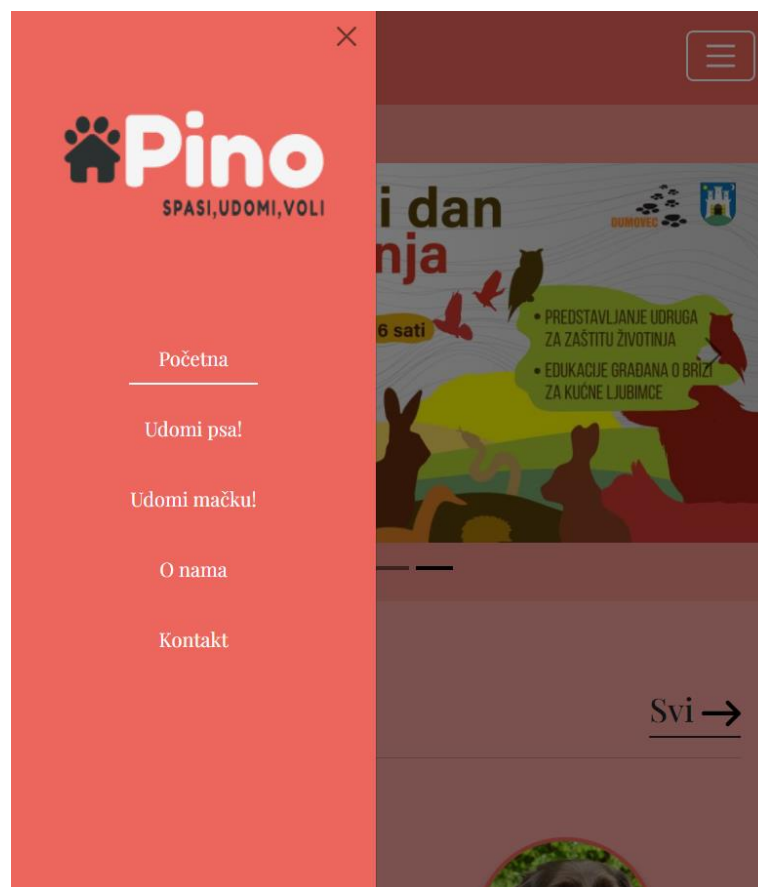 Pino
SPASI,UDOMI,VOLI
Početna
Udomi psa!
Udomi mačku!
O nama
Kontakt
i dan
nja
6 sati
DUMOVEC
• PREDSTAVLJANJE UDRUGA
ZA ZAŠTITU ŽIVOTINJA
• EDUKACIJE GRAĐANA O BRIZI
ZA KUĆNE LJUBIMCE
Svi